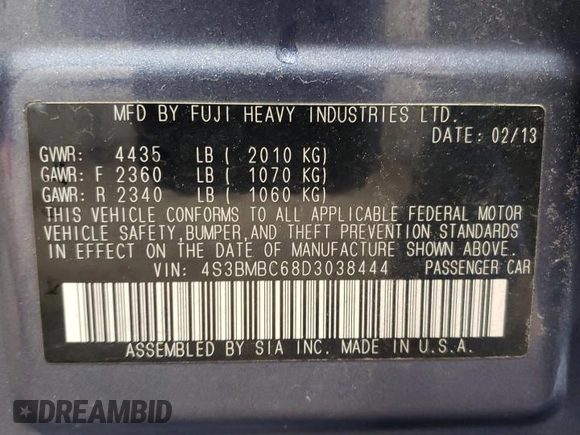 MFD BY FUJI HEAVY INDUSTRIES LTD.
DATE: 02/13
GVWR: 4435 LB ( 2010 KG)
GAWR: F 2360 LB ( 1070 KG)
GAWR: R 2340 LB ( 1060 KG)
THIS VEHICLE CONFORMS TO ALL APPLICABLE FEDERAL MOTOR
VEHICLE SAFETY, BUMPER, AND THEFT PREVENTION STANDARDS
IN EFFECT ON THE DATE OF MANUFACTURE SHOWN ABOVE.
VIN: 4S3BMBC68D3038444 PASSENGER CAR
ASSEMBLED BY SIA INC. MADE IN U.S.A.
DREAMBID